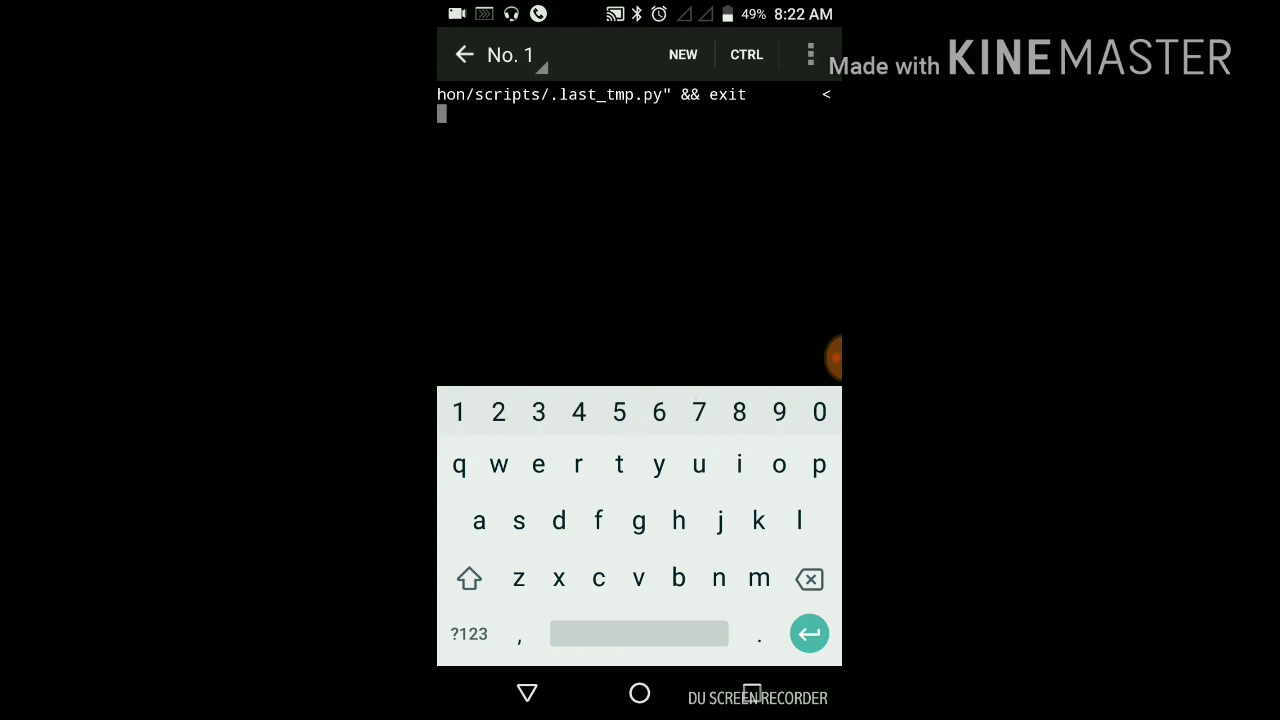 49% 8:22 AM
No. 1 NEW CTRL
Made with KINEMASTER
hon/scripts/.last_tmp.py" && exit <
1 2 3 4 5 6 7 8 9 0
q w e r t y u i o p
a s d f g h j k l
z x c v b n m
?123 , .
DU SCREEN RECORDER